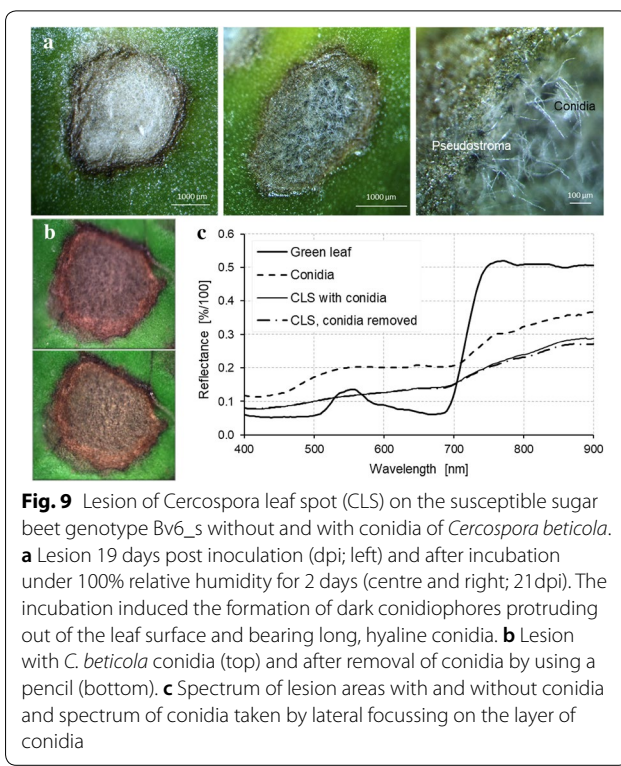 a
1000 µm
1000 µm
Conidia
Pseudostroma
100 µm
b
c
0.6
0.5
0.4
0.3
0.2
0.1
0.0
Reflectance [%/100]
Green leaf
Conidia
CLS with conidia
CLS, conidia removed
400 500 600 700 800 900
Wavelength [nm]
Fig. 9 Lesion of Cercospora leaf spot (CLS) on the susceptible sugar
beet genotype Bv6_s without and with conidia of Cercospora beticola.
a Lesion 19 days post inoculation (dpi; left) and after incubation
under 100% relative humidity for 2 days (centre and right; 21dpi). The
incubation induced the formation of dark conidiophores protruding
out of the leaf surface and bearing long, hyaline conidia. b Lesion
with C. beticola conidia (top) and after removal of conidia by using a
pencil (bottom). c Spectrum of lesion areas with and without conidia
and spectrum of conidia taken by lateral focussing on the layer of
conidia